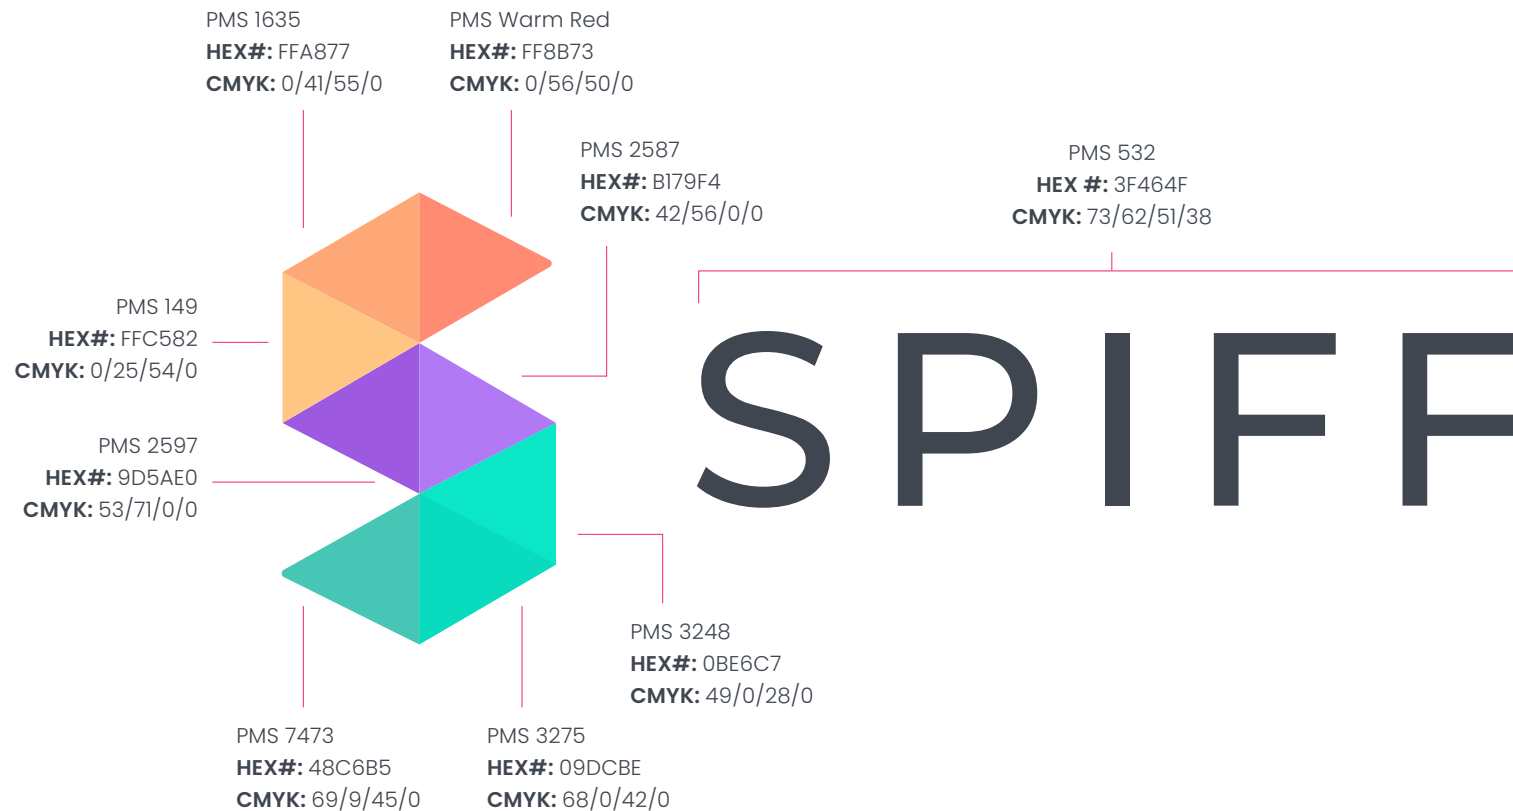 PMS 1635
HEX#: FFA877
CMYK: 0/41/55/0
PMS Warm Red
HEX#: FF8B73
CMYK: 0/56/50/0
PMS 2587
HEX#: B179F4
CMYK: 42/56/0/0
PMS 532
HEX #: 3F464F
CMYK: 73/62/51/38
PMS 149
HEX#: FFC582
CMYK: 0/25/54/0
SPIFF
PMS 2597
HEX#: 9D5AE0
CMYK: 53/71/0/0
PMS 3248
HEX#: 0BE6C7
CMYK: 49/0/28/0
PMS 7473
HEX#: 48C6B5
CMYK: 69/9/45/0
PMS 3275
HEX#: 09DCBE
CMYK: 68/0/42/0